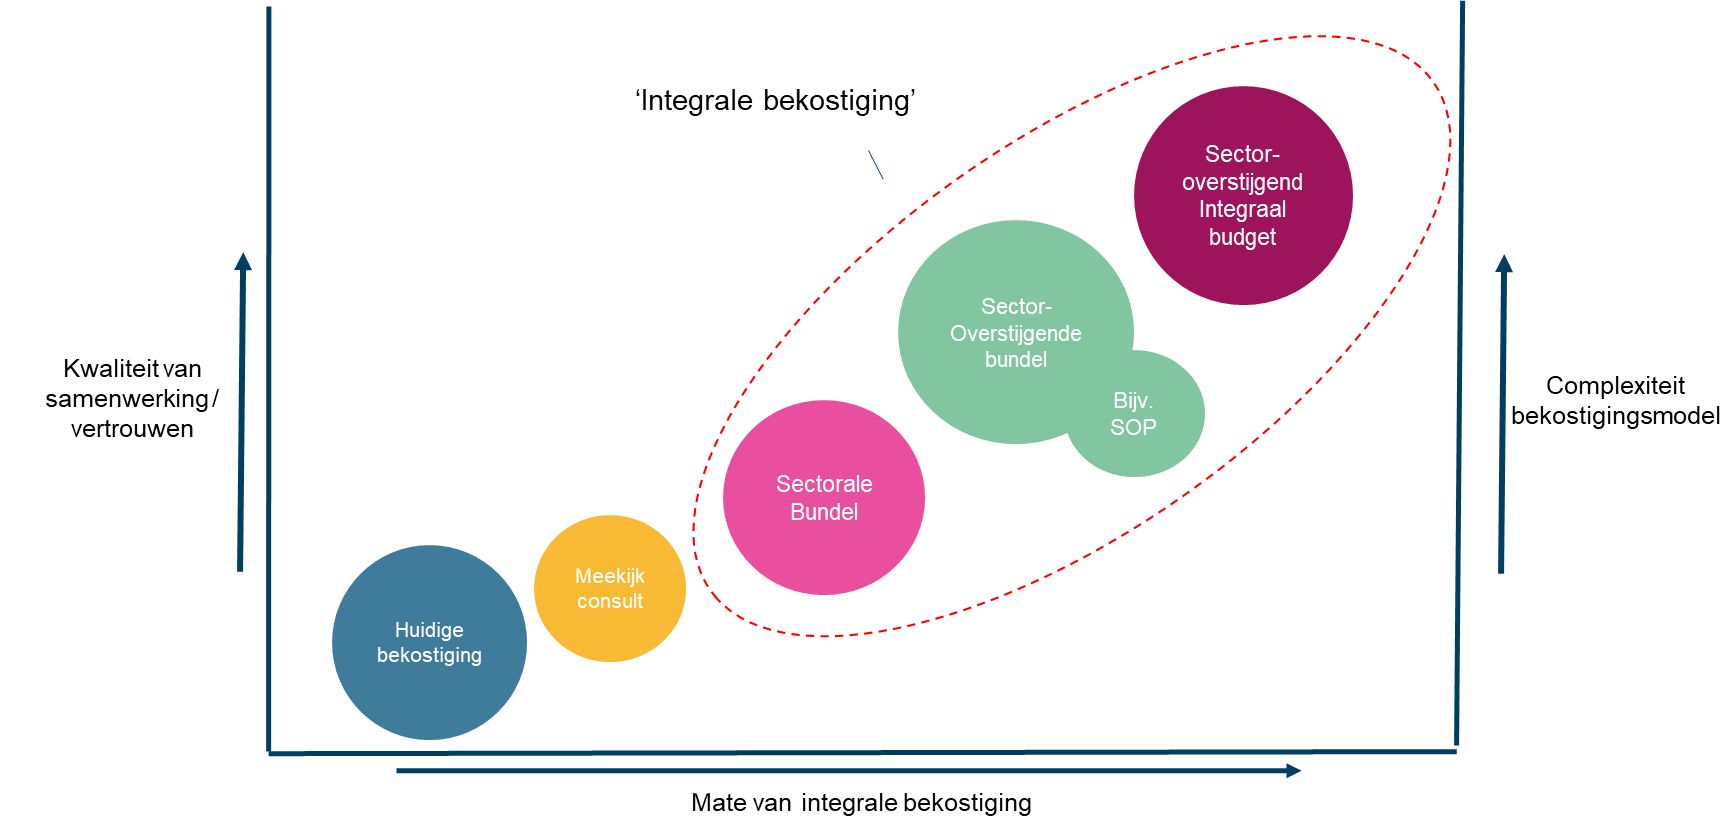 ‘Integrale bekostiging’
Sector-
overstijgend
Integraal
budget
Sector-
Overstijgende
bundel
Bijv.
SOP
Kwaliteit van
samenwerking /
vertrouwen
Complexiteit
bekostigingsmodel
Sectorale
Bundel
Meekijk
consult
Huidige
bekostiging
Mate van integrale bekostiging